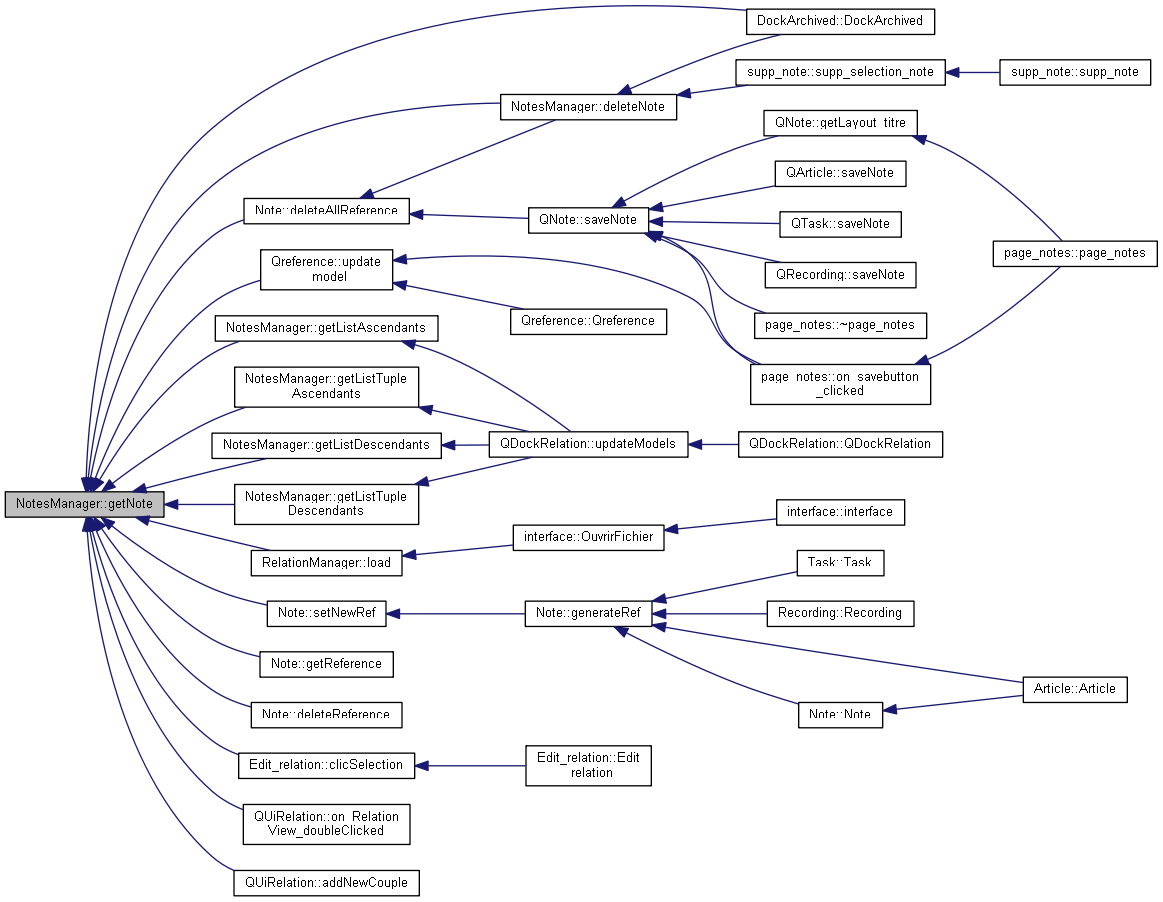 DockArchived::DockArchived
supp_note::supp_selection_note
supp_note::supp_note
NotesManager::deleteNote
QNote::getLayout_titre
QArticle::saveNote
Note::deleteAllReference
QNote::saveNote
QTask::saveNote
page_notes::page_notes
Qreference::update
model
QRecording::saveNote
NotesManager::getListAscendants
Qreference::Qreference
page_notes::~page_notes
NotesManager::getListTuple
Ascendants
page_notes::on_savebutton
_clicked
NotesManager::getListDescendants
QDockRelation::updateModels
QDockRelation::QDockRelation
NotesManager::getNote
NotesManager::getListTuple
Descendants
interface::interface
RelationManager::load
interface::OuvrirFichier
Task::Task
Note::setNewRef
Note::generateRef
Recording::Recording
Note::getReference
Article::Article
Note::deleteReference
Note::Note
Edit_relation::clicSelection
Edit_relation::Edit
relation
QUiRelation::on_Relation
View_doubleClicked
QUiRelation::addNewCouple